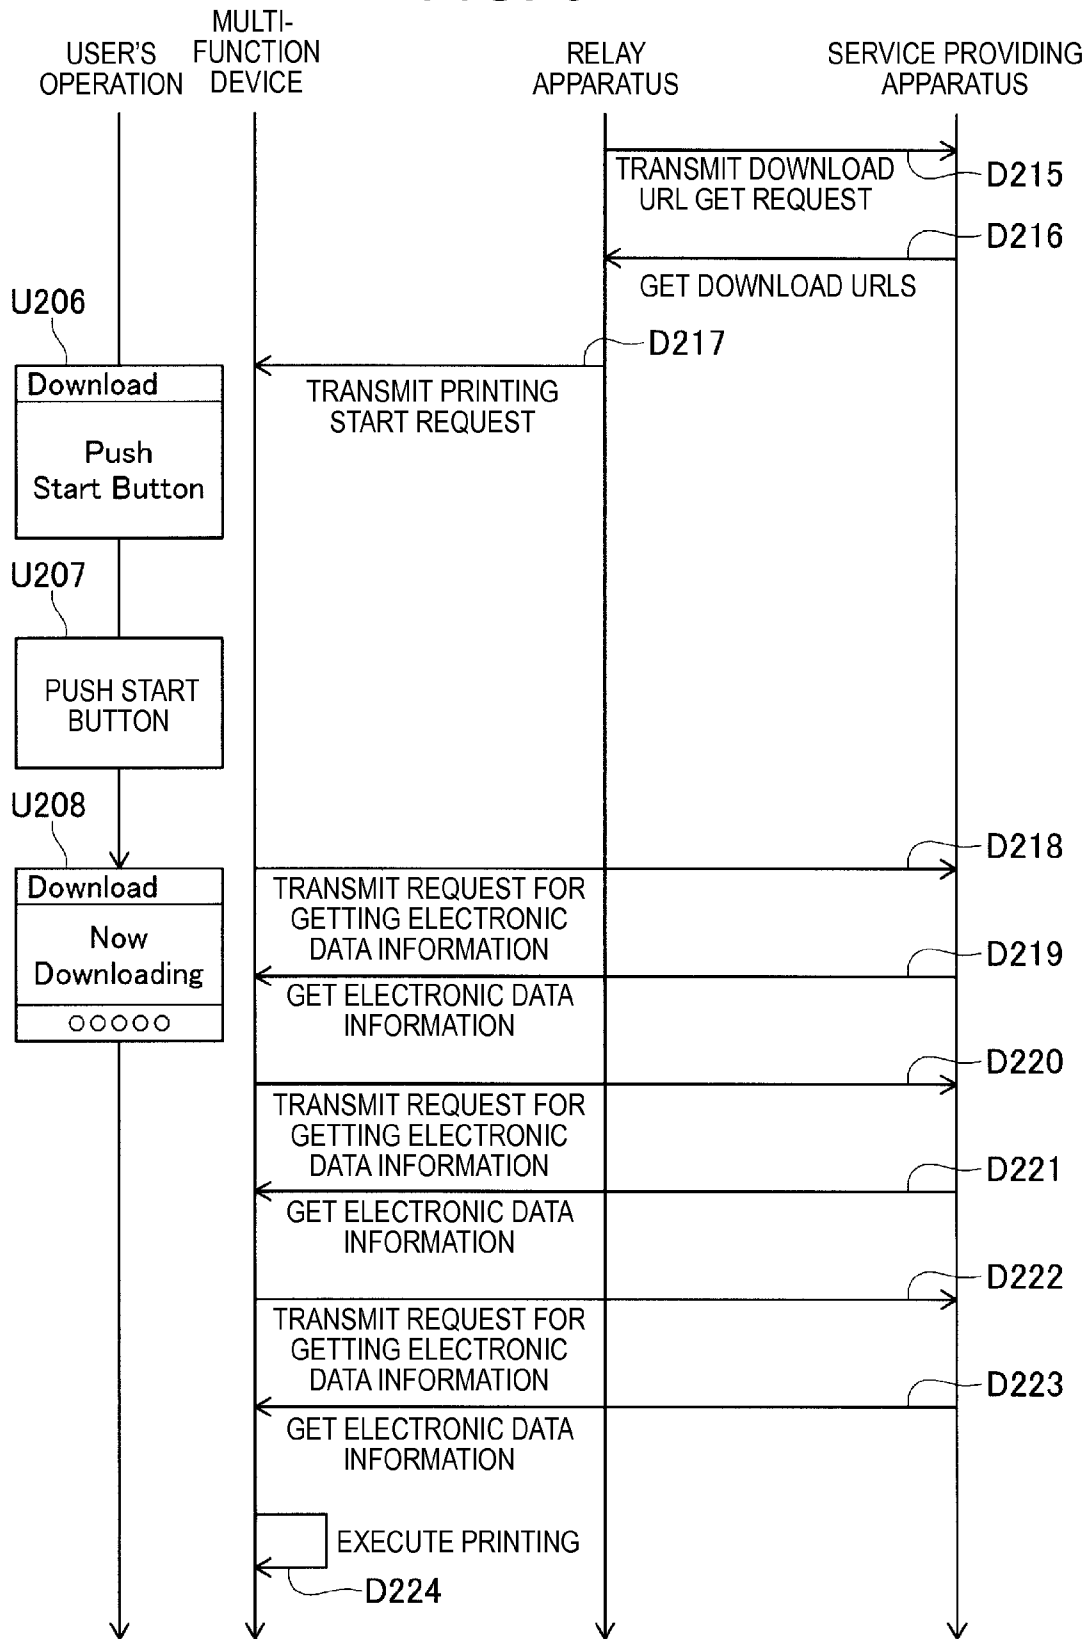 USER'S
OPERATION
MULTI-
FUNCTION
DEVICE
RELAY
APPARATUS
SERVICE PROVIDING
APPARATUS
TRANSMIT DOWNLOAD
URL GET REQUEST
D215
D216
GET DOWNLOAD URLS
U206
D217
Download
Push
Start Button
TRANSMIT PRINTING
START REQUEST
U207
PUSH START
BUTTON
U208
D218
Download
Now
Downloading
TRANSMIT REQUEST FOR
GETTING ELECTRONIC
DATA INFORMATION
D219
GET ELECTRONIC DATA
INFORMATION
D220
TRANSMIT REQUEST FOR
GETTING ELECTRONIC
DATA INFORMATION
D221
GET ELECTRONIC DATA
INFORMATION
D222
TRANSMIT REQUEST FOR
GETTING ELECTRONIC
DATA INFORMATION
D223
GET ELECTRONIC DATA
INFORMATION
EXECUTE PRINTING
D224